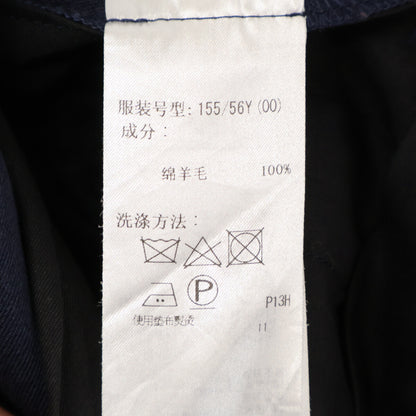 服装号型: 155/56Y(00)
成分:
绵羊毛 100%
洗涤方法:
P
P13H
使用垫布熨烫 11